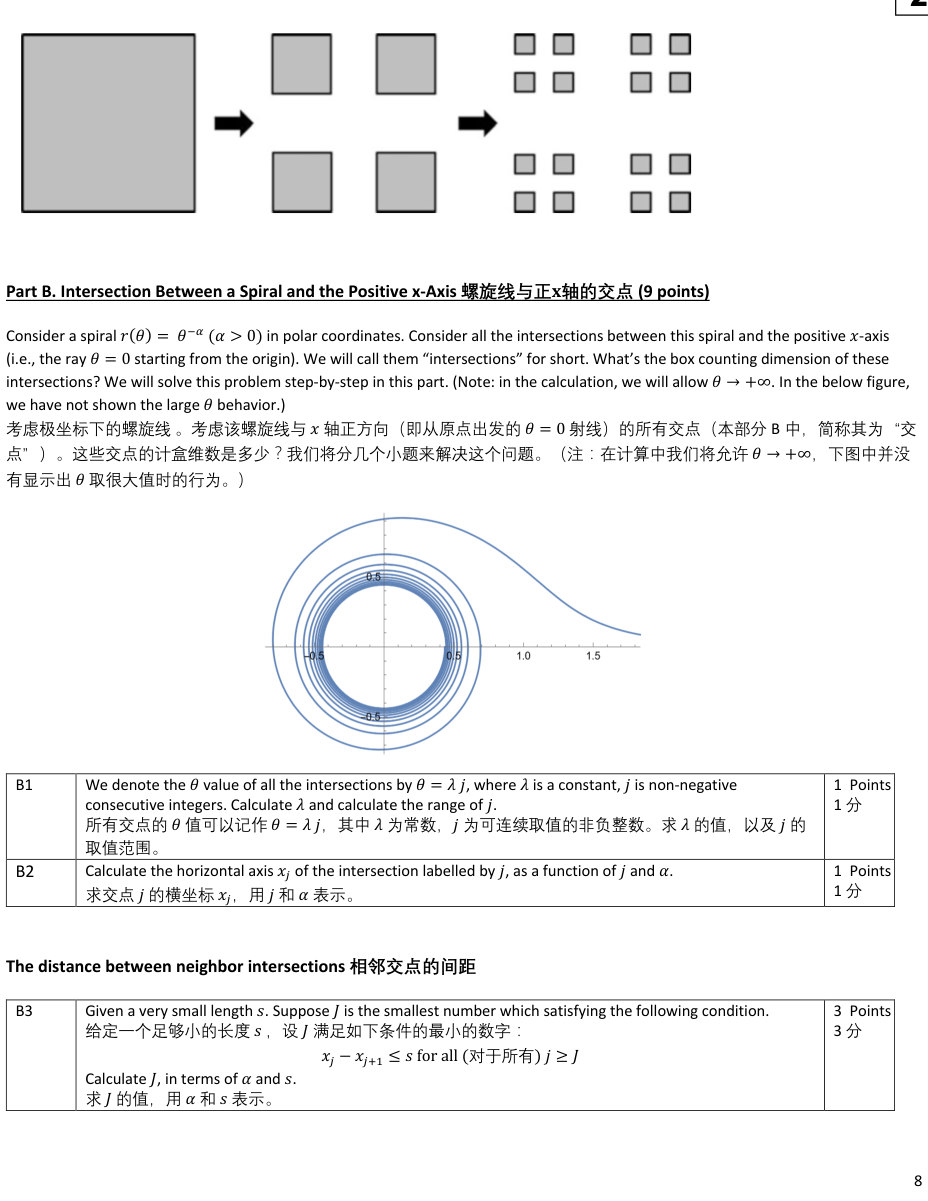 Part B. Intersection Between a Spiral and the Positive x-Axis 螺旋线与正x轴的交点 (9 points)
Consider a spiral r(θ) = θ^{-α} (α > 0) in polar coordinates. Consider all the intersections between this spiral and the positive x-axis
(i.e., the ray θ = 0 starting from the origin). We will call them “intersections” for short. What’s the box counting dimension of these
intersections? We will solve this problem step-by-step in this part. (Note: in the calculation, we will allow θ → +∞. In the below figure,
we have not shown the large θ behavior.)
考虑极坐标下的螺旋线 。考虑该螺旋线与 x 轴正方向（即从原点出发的 θ = 0 射线）的所有交点（本部分 B 中，简称其为“交
点”）。这些交点的计盒维数是多少？我们将分几个小题来解决这个问题。（注：在计算中我们将允许 θ → +∞，下图中并没
有显示出 θ 取很大值时的行为。）
0.5
-0.5
0.5
1.0
1.5
-0.5
B1
We denote the θ value of all the intersections by θ = λ j, where λ is a constant, j is non-negative
consecutive integers. Calculate λ and calculate the range of j.
所有交点的 θ 值可以记作 θ = λ j，其中 λ 为常数，j 为可连续取值的非负整数。求 λ 的值，以及 j 的
取值范围。
1 Points
1 分
B2
Calculate the horizontal axis x_j of the intersection labelled by j, as a function of j and α.
求交点 j 的横坐标 x_j，用 j 和 α 表示。
1 Points
1 分
The distance between neighbor intersections 相邻交点的间距
B3
Given a very small length s. Suppose J is the smallest number which satisfying the following condition.
给定一个足够小的长度 s ，设 J 满足如下条件的最小的数字：
x_j − x_{j+1} ≤ s for all (对于所有) j ≥ J
Calculate J, in terms of α and s.
求 J 的值，用 α 和 s 表示。
3 Points
3 分
8